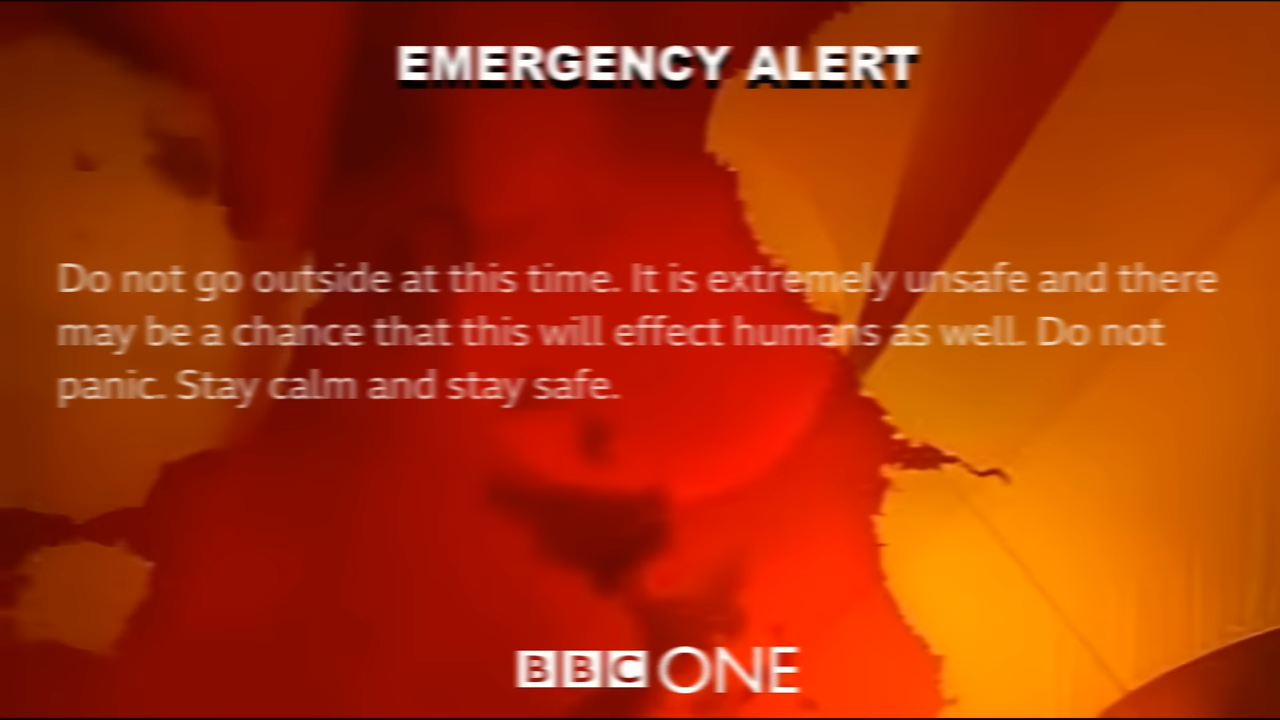 EMERGENCY ALERT
Do not go outside at this time. It is extremely unsafe and there
may be a chance that this will effect humans as well. Do not
panic. Stay calm and stay safe.
BBC ONE